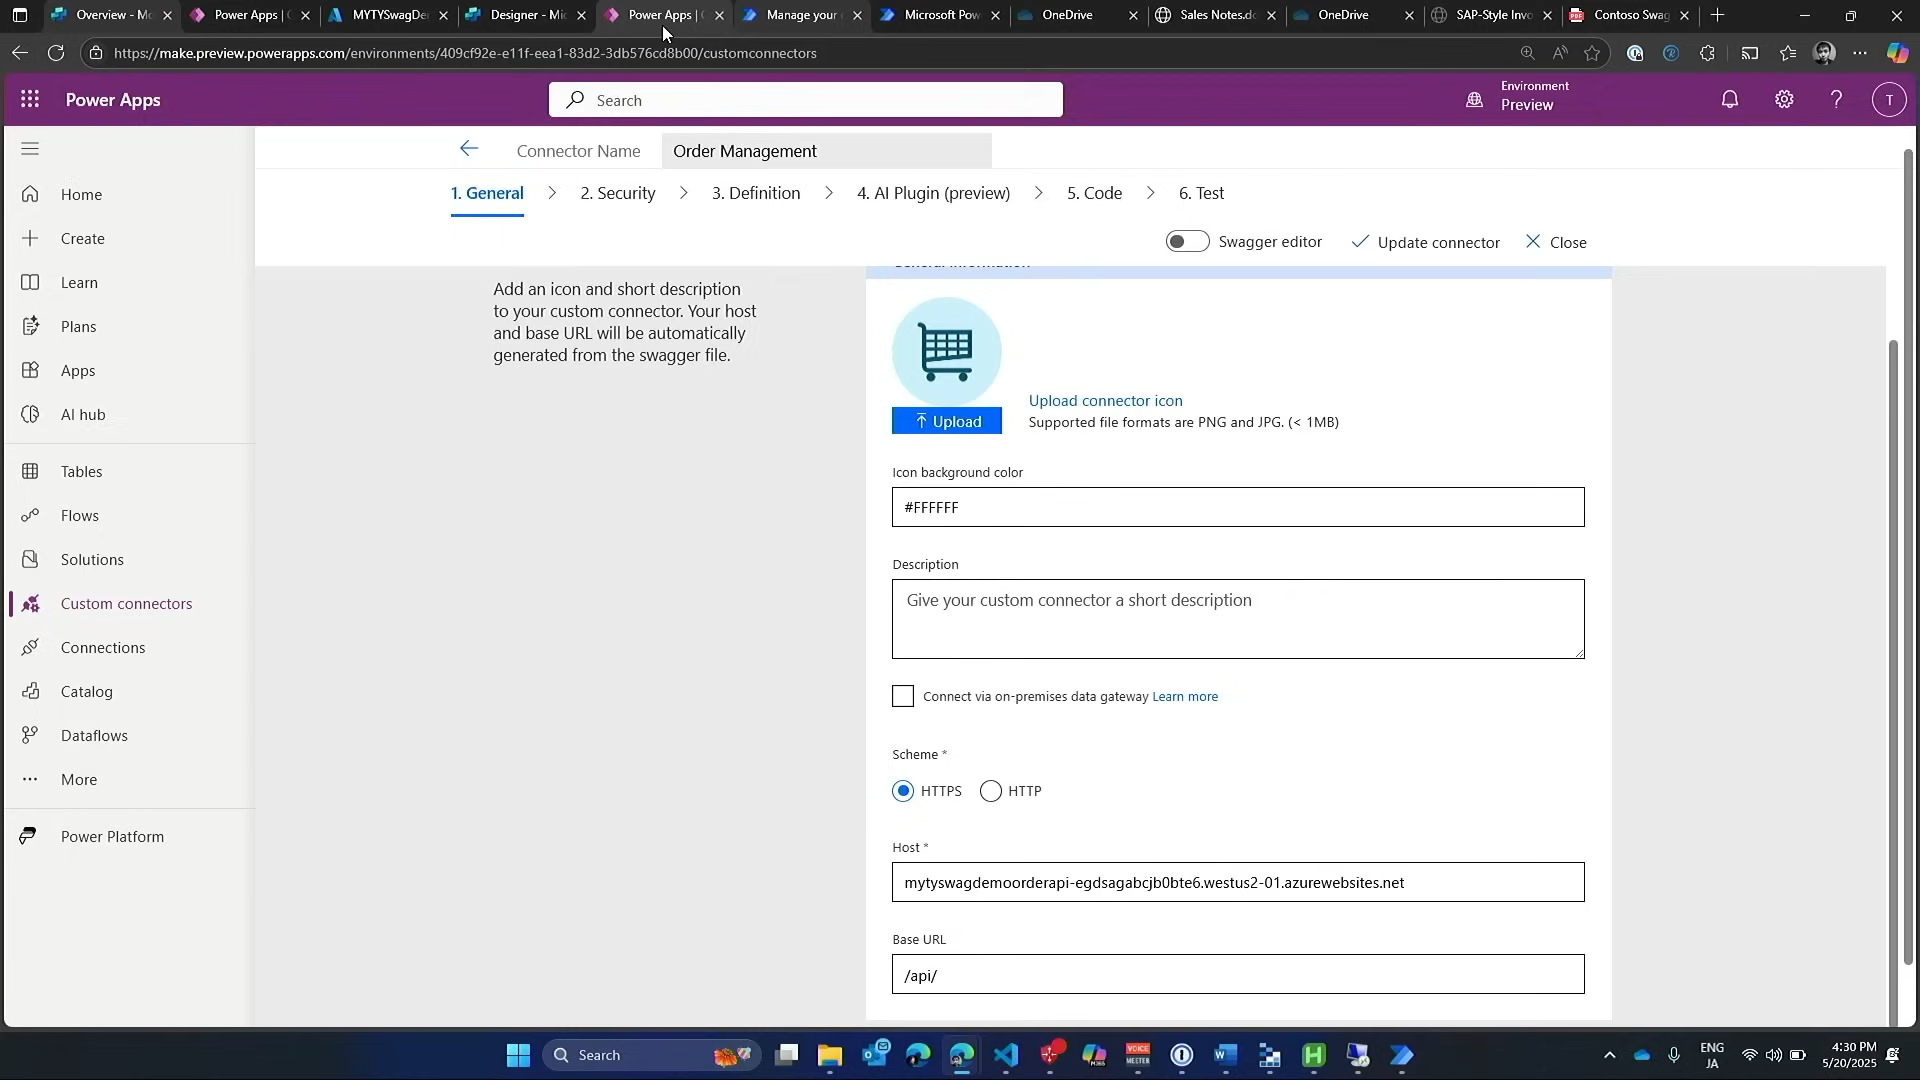 Overview - Mo
Power Apps | C
MYTYSwagDe
Designer - Mic
Power Apps | C
Manage your
Microsoft Pow
OneDrive
Sales Notes.do
OneDrive
SAP-Style Invo
Contoso Swag
https://make.preview.powerapps.com/environments/409cf92e-e11f-eea1-83d2-3db576cd8b00/customconnectors
Power Apps
Search
Environment
Preview
T
Connector Name
Order Management
1. General
2. Security
3. Definition
4. AI Plugin (preview)
5. Code
6. Test
Swagger editor
Update connector
Close
Home
Create
Learn
Plans
Apps
AI hub
Tables
Flows
Solutions
Custom connectors
Connections
Catalog
Dataflows
More
Power Platform
General information
Add an icon and short description
to your custom connector. Your host
and base URL will be automatically
generated from the swagger file.
Upload
Upload connector icon
Supported file formats are PNG and JPG. (< 1MB)
Icon background color
#FFFFFF
Description
Give your custom connector a short description
Connect via on-premises data gateway Learn more
Scheme *
HTTPS
HTTP
Host *
mytyswagdemoorderapi-egdsagabcjb0bte6.westus2-01.azurewebsites.net
Base URL
/api/
Search
ENG
JA
4:30 PM
5/20/2025